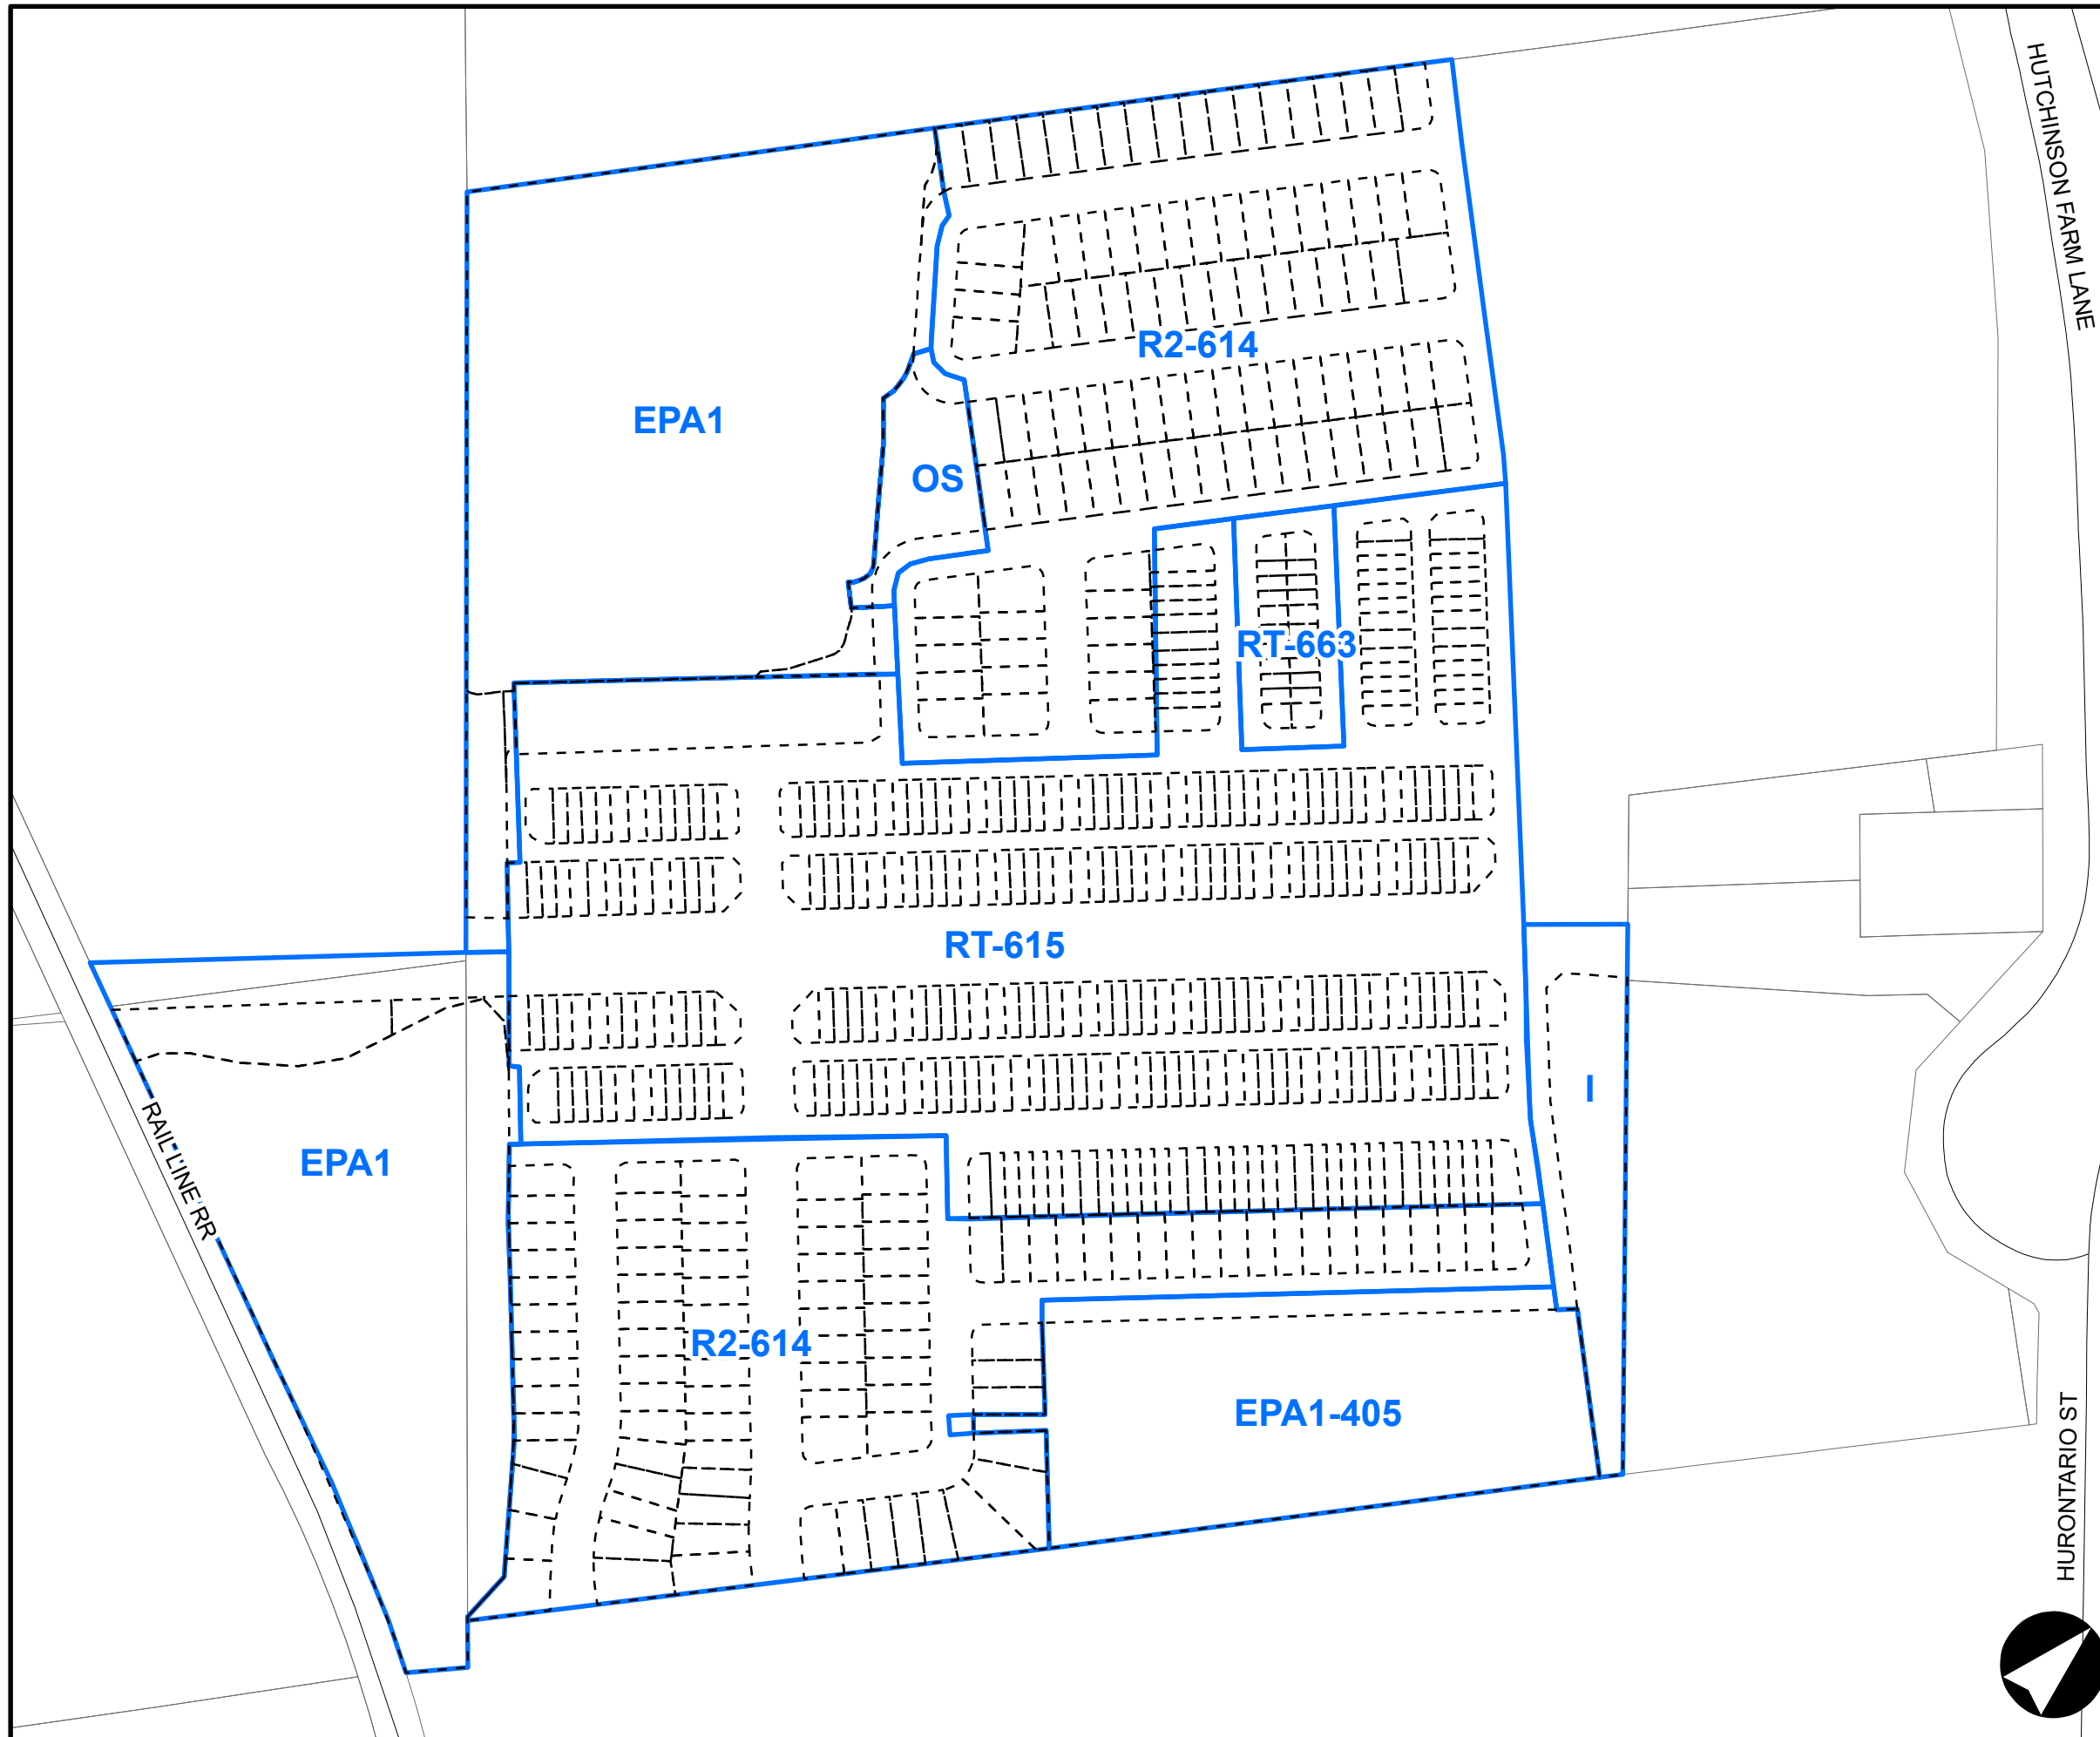 HUTCHINSON FARM LANE
R2-614
EPA1
OS
RT-663
RT-615
I
RAIL LINE RR
EPA1
R2-614
EPA1-405
HURONTARIO ST